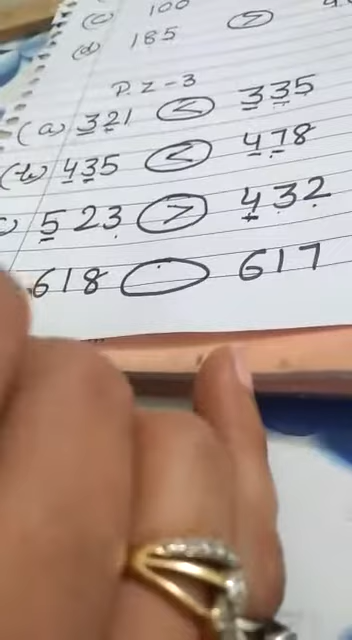 (c) 100
(d) 185 >
P.Z-3
(a) 321 < 335
(b) 435 < 478
c) 523 > 432
618 617